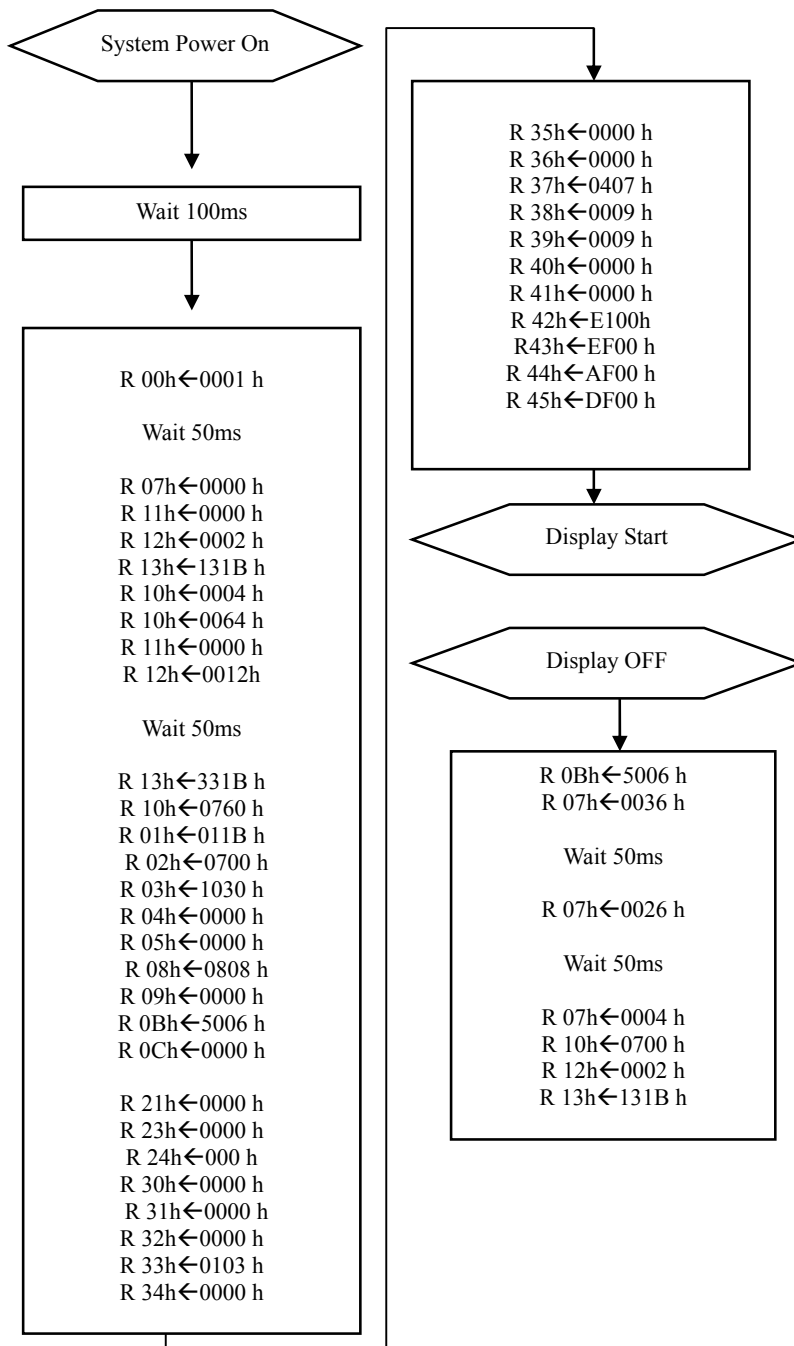 System Power On
Wait 100ms
R 00h←0001 h
Wait 50ms
R 07h←0000 h
R 11h←0000 h
R 12h←0002 h
R 13h←131B h
R 10h←0004 h
R 10h←0064 h
R 11h←0000 h
R 12h←0012h
Wait 50ms
R 13h←331B h
R 10h←0760 h
R 01h←011B h
R 02h←0700 h
R 03h←1030 h
R 04h←0000 h
R 05h←0000 h
R 08h←0808 h
R 09h←0000 h
R 0Bh←5006 h
R 0Ch←0000 h
R 21h←0000 h
R 23h←0000 h
R 24h←000 h
R 30h←0000 h
R 31h←0000 h
R 32h←0000 h
R 33h←0103 h
R 34h←0000 h
R 35h←0000 h
R 36h←0000 h
R 37h←0407 h
R 38h←0009 h
R 39h←0009 h
R 40h←0000 h
R 41h←0000 h
R 42h←E100h
R43h←EF00 h
R 44h←AF00 h
R 45h←DF00 h
Display Start
Display OFF
R 0Bh←5006 h
R 07h←0036 h
Wait 50ms
R 07h←0026 h
Wait 50ms
R 07h←0004 h
R 10h←0700 h
R 12h←0002 h
R 13h←131B h